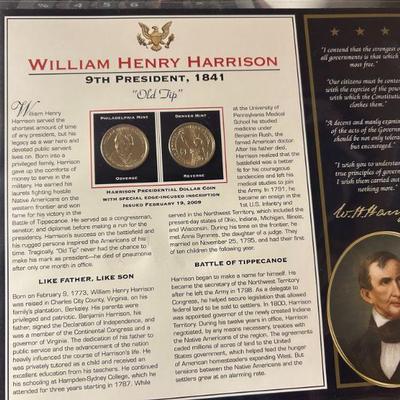 WILLIAM HENRY HARRISON
9TH PRESIDENT, 1841
"Old Tip"
William
Henry
Harrison served the
shortest amount of time
of any president, but his
legacy as a war hero and
devoted public servant
lives on. Born into a
privileged family, Harrison
gave up the comforts of
money to serve in the
military. He earned his
laurels fighting hostile
Native Americans on the
western frontier and won
fame for his victory in the
Battle of Tippecanoe. He served as a congressman,
senator, and diplomat before making a run for the
presidency. Harrison's success on the battlefield and
his rugged persona inspired the Americans of his
time. Tragically, "Old Tip" never had the chance to
make his mark as president—he died of pneumonia
after only one month in office.
LIKE FATHER, LIKE SON
Born on February 9, 1773, William Henry Harrison
was raised at Charles City County, Virginia, on his
family's plantation, Berkeley. His father,
Benjamin Harrison,
signed the Declaration of Independence, and was
a member of the Continental Congress and a
governor of Virginia. The dedication of his father to
public service and the advancement of the nation
heavily influenced the course of Harrison's life. He
was privately tutored as a child and received an
excellent education from his teachers. He continued
his schooling at Hampden-Sydney College, which he
attended for three years starting in 1787. While
PHILADELPHIA MINT
OBVERSE
DENVER MINT
REVERSE
HARRISON PRESIDENTIAL DOLLAR COIN
WITH SPECIAL EDGE-INCUSED INSCRIPTION
ISSUED FEBRUARY 19, 2009
at the University of
Pennsylvania Medical
School he studied
medicine under
Benjamin Rush, the
famed American doctor.
After his father died,
Harrison realized that the
battlefield was a better fit
for his courageous
tendencies and left his
medical studies to join
the Army. In 1791, he
became an ensign in the
1st U.S. Infantry and
served in the Northwest Territory, which included
present-day states of Ohio, Indiana, Michigan, Illinois,
and Wisconsin. During his time on the frontier, he
met Anna Symmes, the daughter of a judge. They
married on November 25, 1795, and had their first
of ten children the following year.
BATTLE OF TIPPECANOE
Harrison began to make a name for himself. He
became the secretary of the Northwest Territory
after he left the Army in 1798. As a delegate to
Congress, he helped secure legislation that allowed
federal land to be sold to settlers. In 1800, Harrison
was appointed governor of the newly created Indiana
Territory. During his twelve years in office, Harrison
negotiated, by any means necessary, treaties with
the Native Americans of the region. The agreements
ceded millions of acres of land to the United
States government, which helped feed the hunger
of American homesteaders expanding West. But
tensions between the Native Americans and the
settlers grew at an alarming rate.
"I contend that the strongest of
all governments is that which is
most free."
"Our citizens must be content
with the exercise of the powers
with which the Constitution
clothes them."
"A decent and manly examination
of the acts of the Government
should be not only tolerated,
but encouraged."
"I wish you to understand
true principles of government.
I wish them carried out
nothing more."
W. H. Harrison